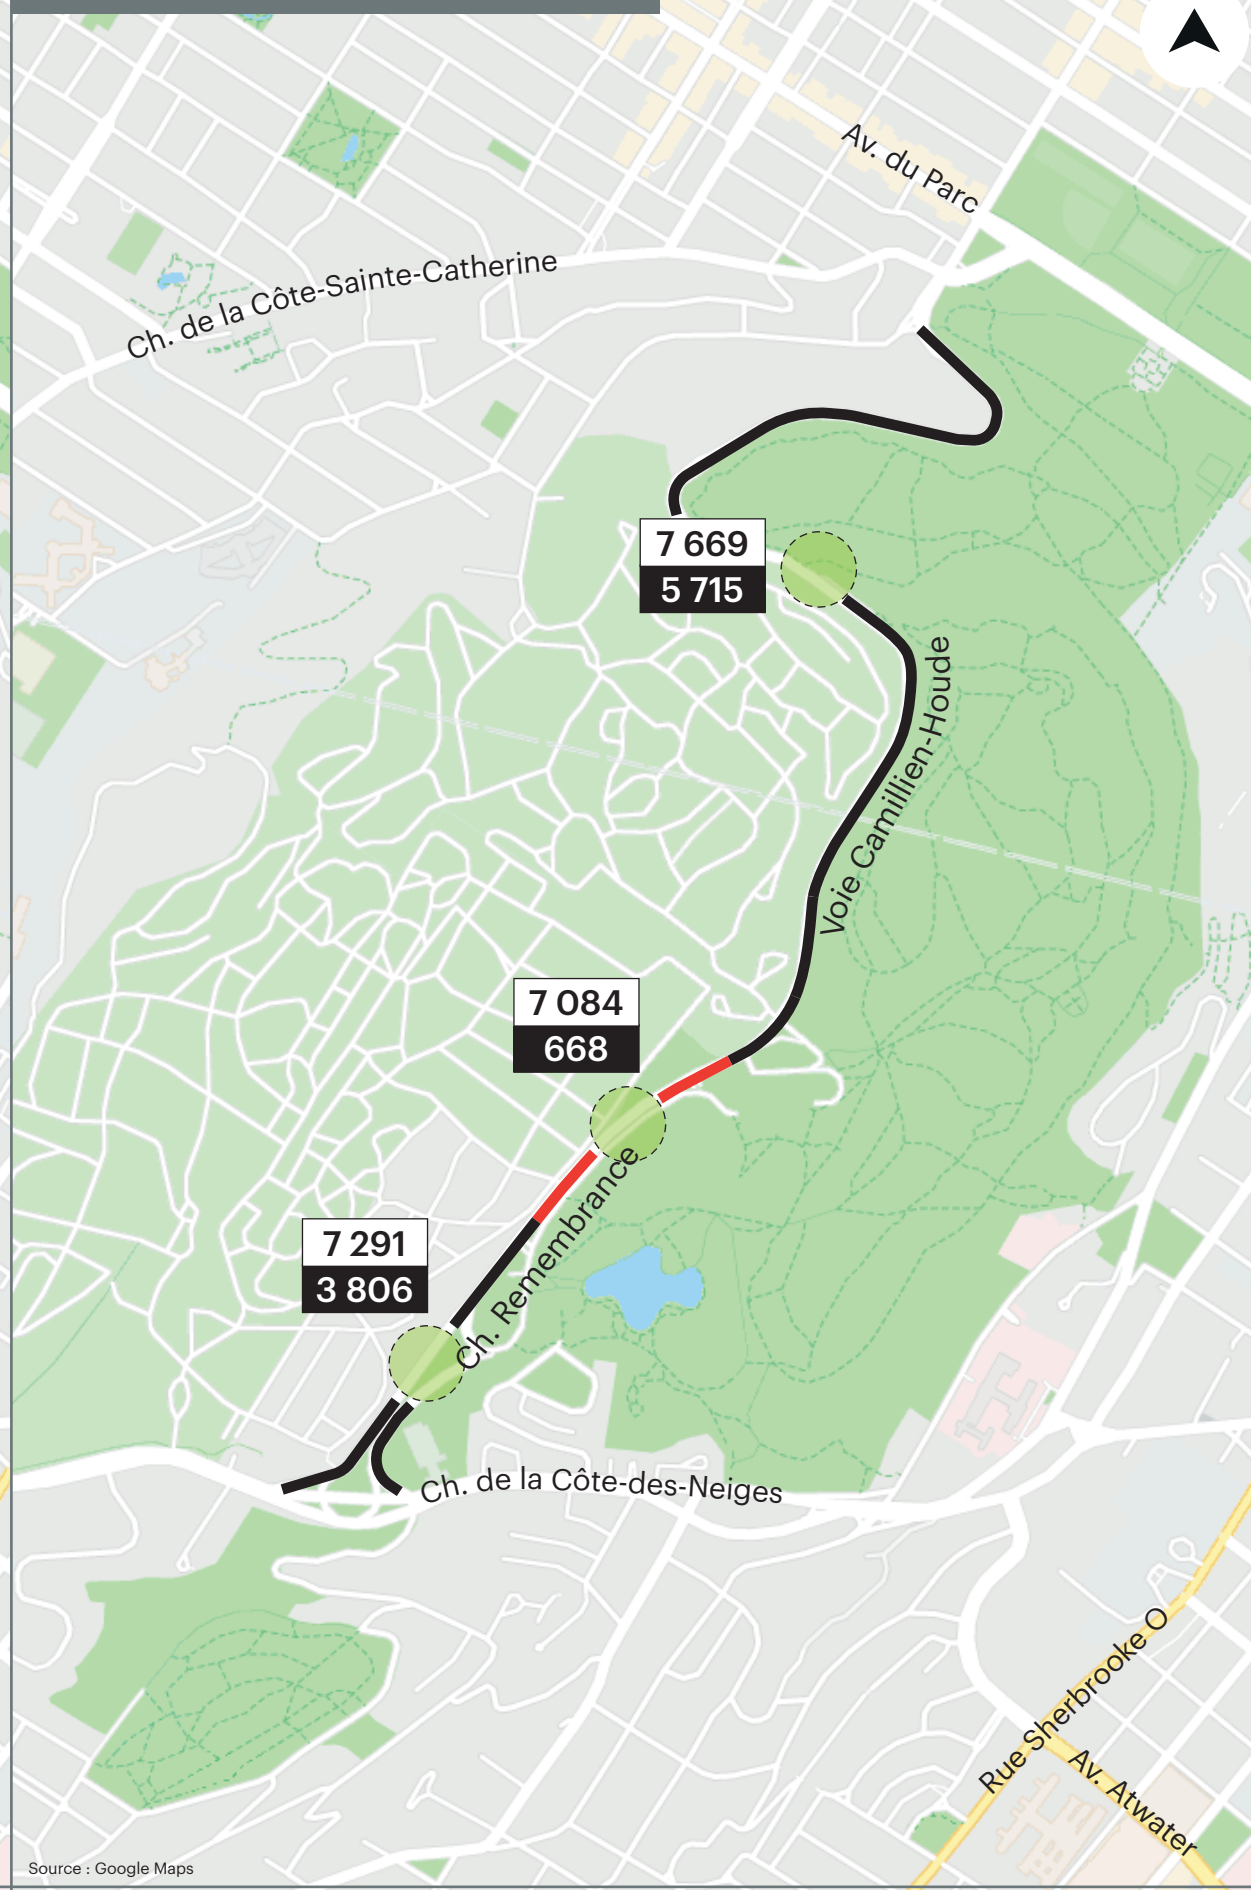 Av. du Parc
Ch. de la Côte-Sainte-Catherine
7 669
5 715
Voie Camillien-Houde
7 084
668
Ch. Remembrance
7 291
3 806
Ch. de la Côte-des-Neiges
Rue Sherbrooke O
Av. Atwater
Source : Google Maps